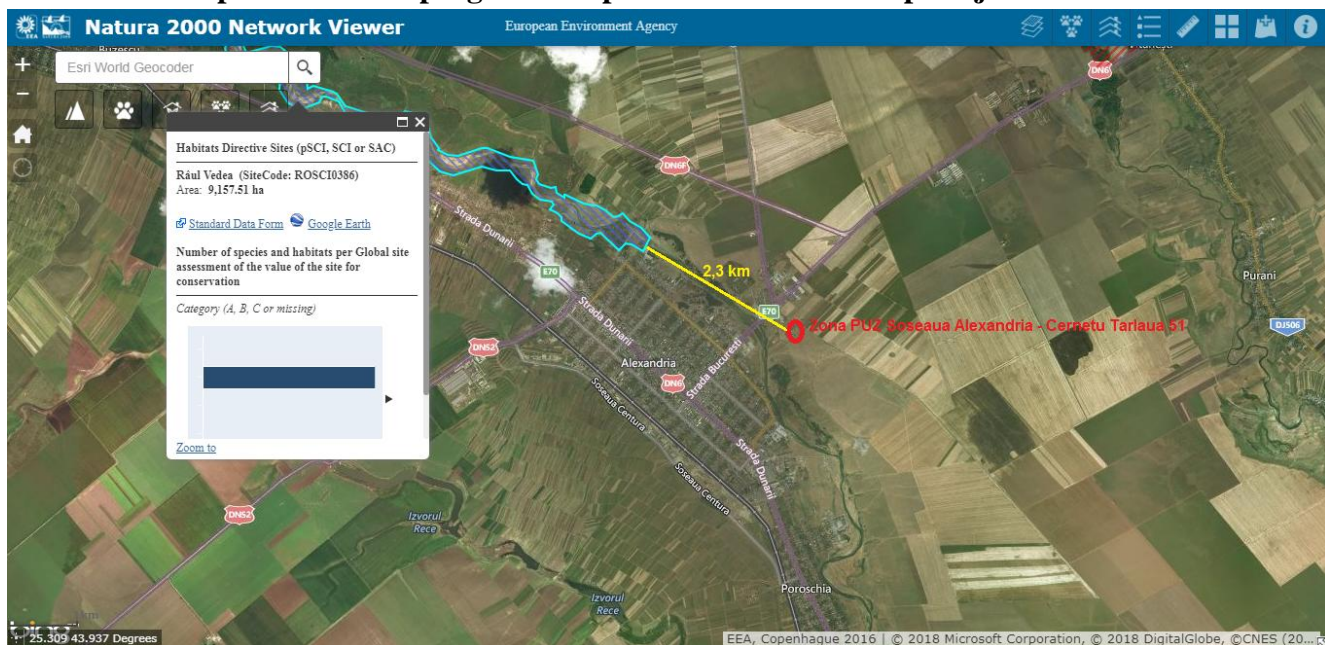 Natura 2000 Network Viewer
European Environment Agency
Esri World Geocoder
Habitats Directive Sites (pSCI, SCI or SAC)
Râul Vedea (SiteCode: ROSCI0386)
Area: 9,157.51 ha
Standard Data Form Google Earth
Number of species and habitats per Global site
assessment of the value of the site for
conservation
Category (A, B, C or missing)
Zoom to
DN6
DN6F
Strada Dunarii
E70
2,3 km
Purani
E70
Zona PUZ Soseaua Alexandria - Cernetu Tarlaua 51
DJ506
Strada Dunarii
DN52
Alexandria
DN6
Strada Bucuresti
Soseaua Centura
Strada Dunarii
Soseaua Centura
DN52
Izvorul
Rece
Poroschia
Izvorul
Rece
25.309 43.937 Degrees
EEA, Copenhague 2016 | © 2018 Microsoft Corporation, © 2018 DigitalGlobe, ©CNES (20...